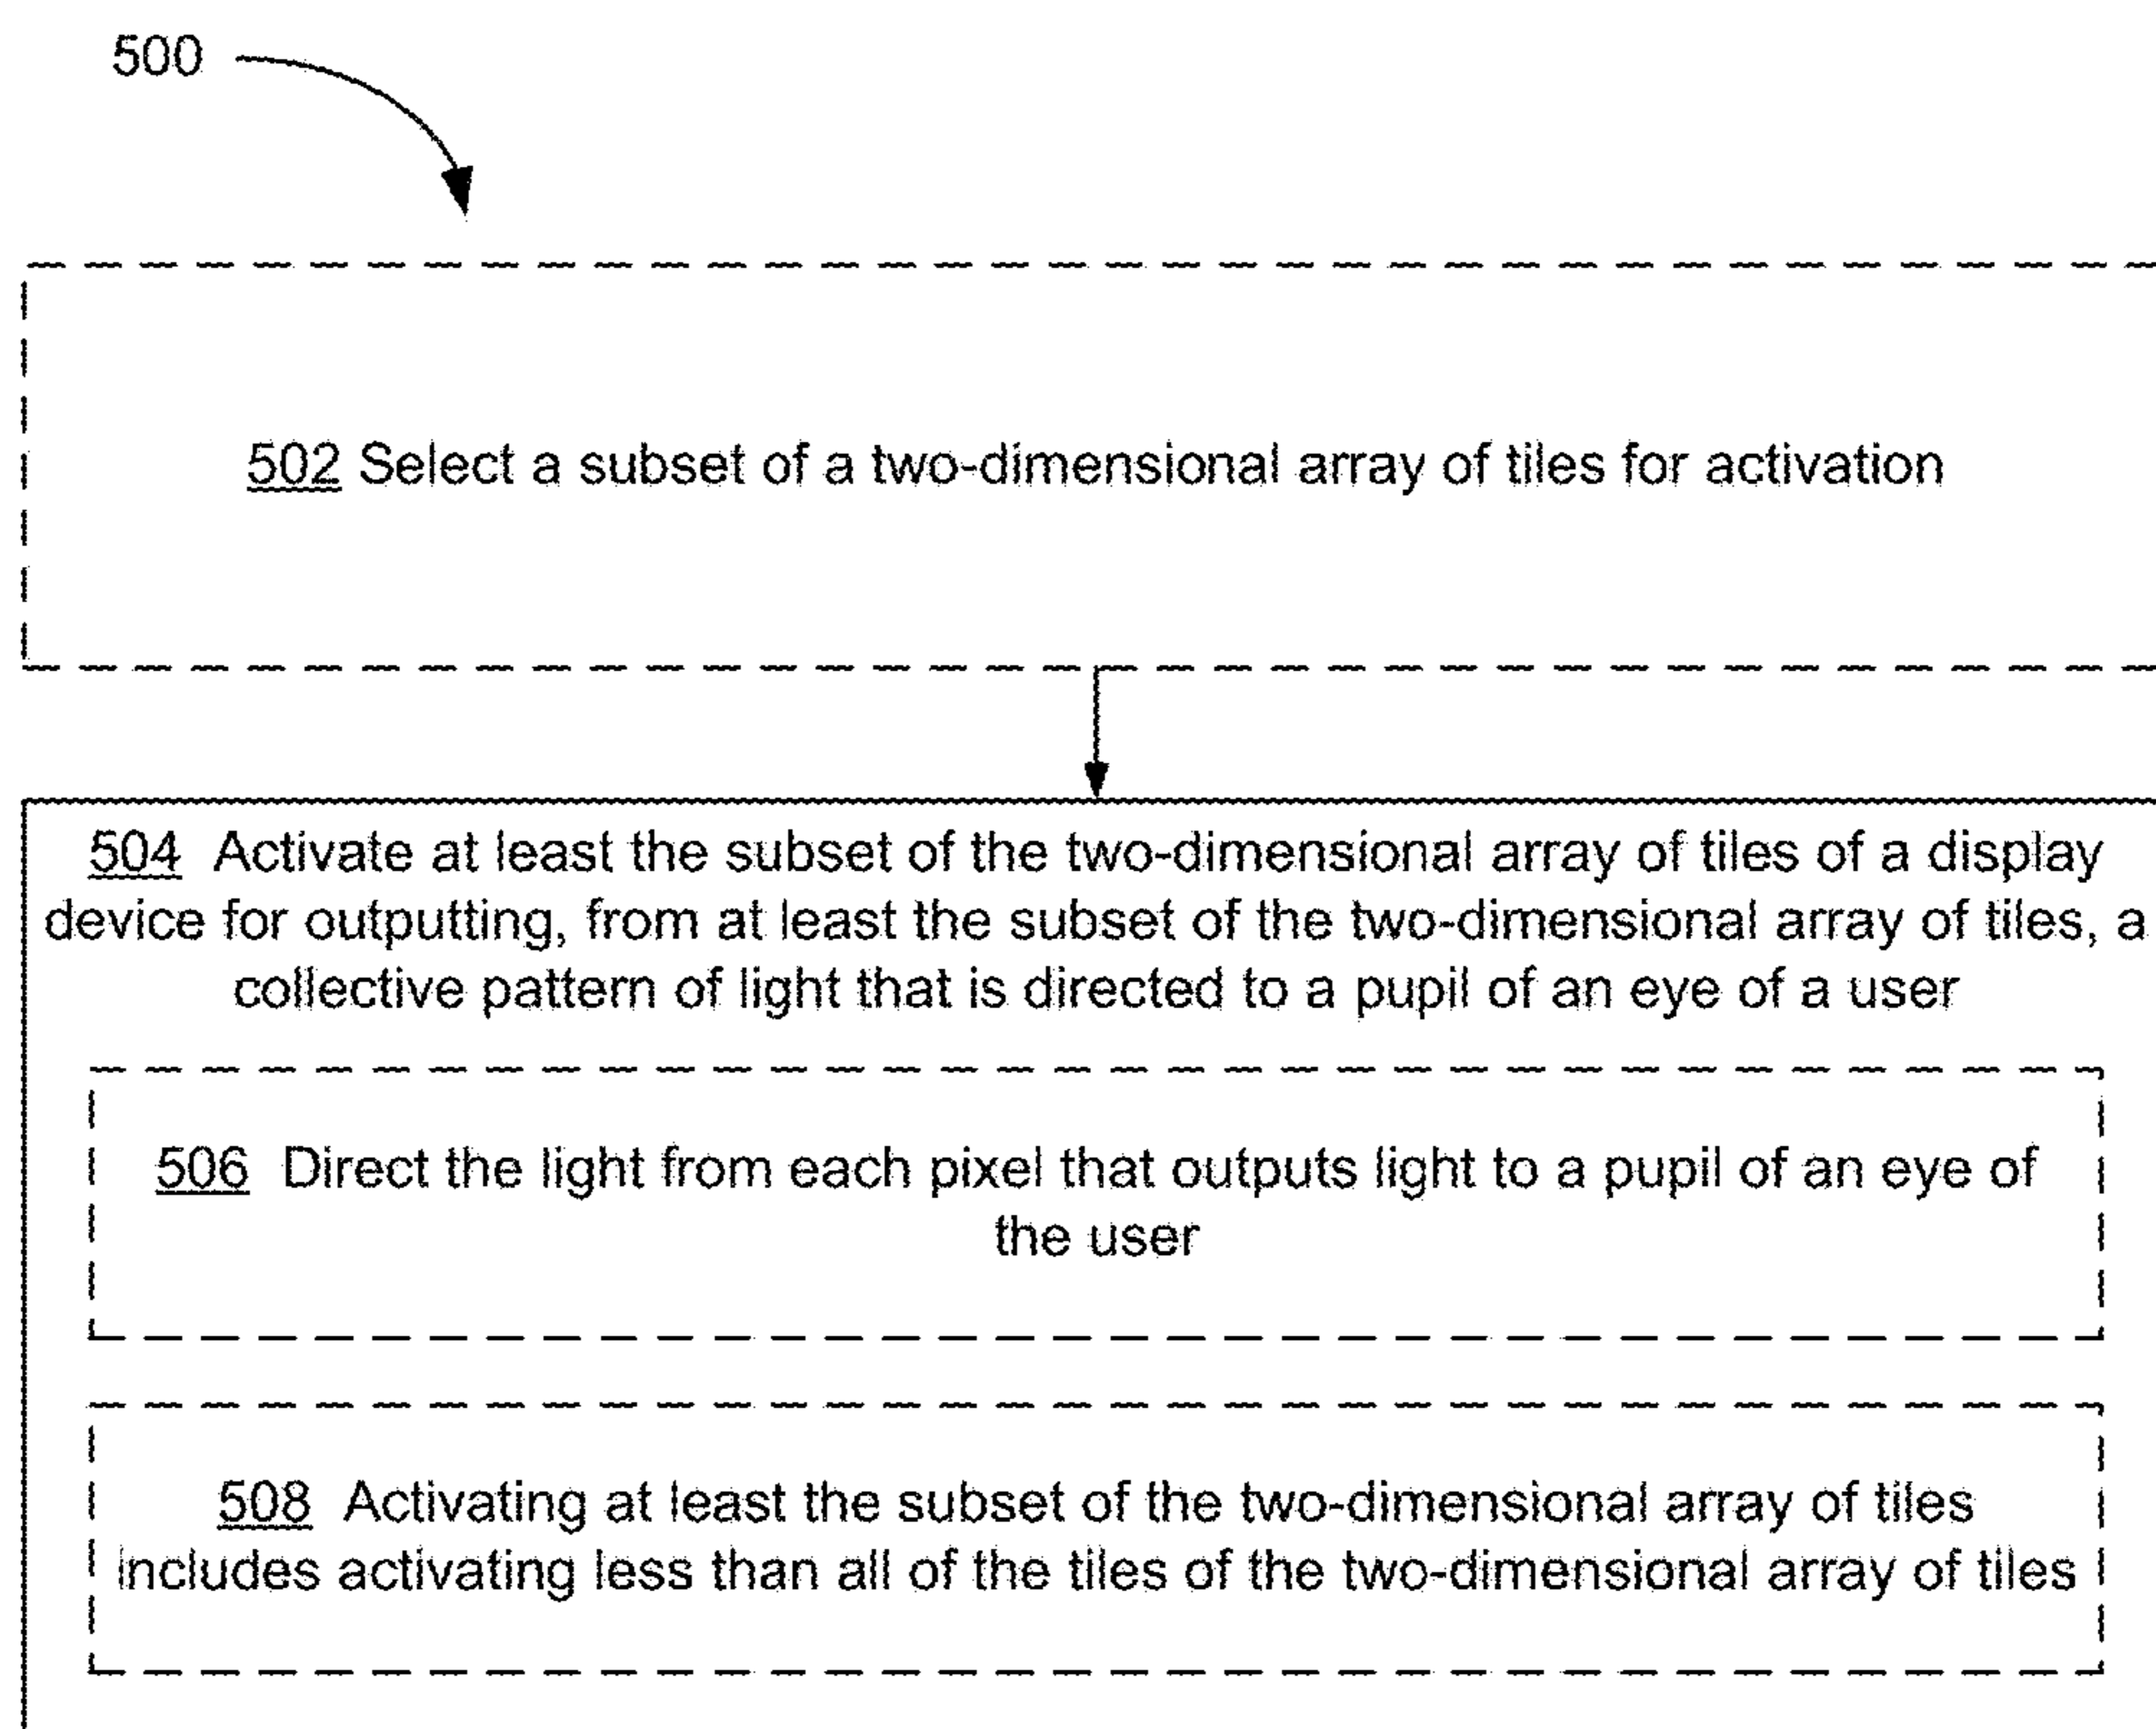 500
502 Select a subset of a two-dimensional array of tiles for activation
504 Activate at least the subset of the two-dimensional array of tiles of a display
device for outputting, from at least the subset of the two-dimensional array of tiles, a
collective pattern of light that is directed to a pupil of an eye of a user
506 Direct the light from each pixel that outputs light to a pupil of an eye of
the user
508 Activating at least the subset of the two-dimensional array of tiles
includes activating less than all of the tiles of the two-dimensional array of tiles